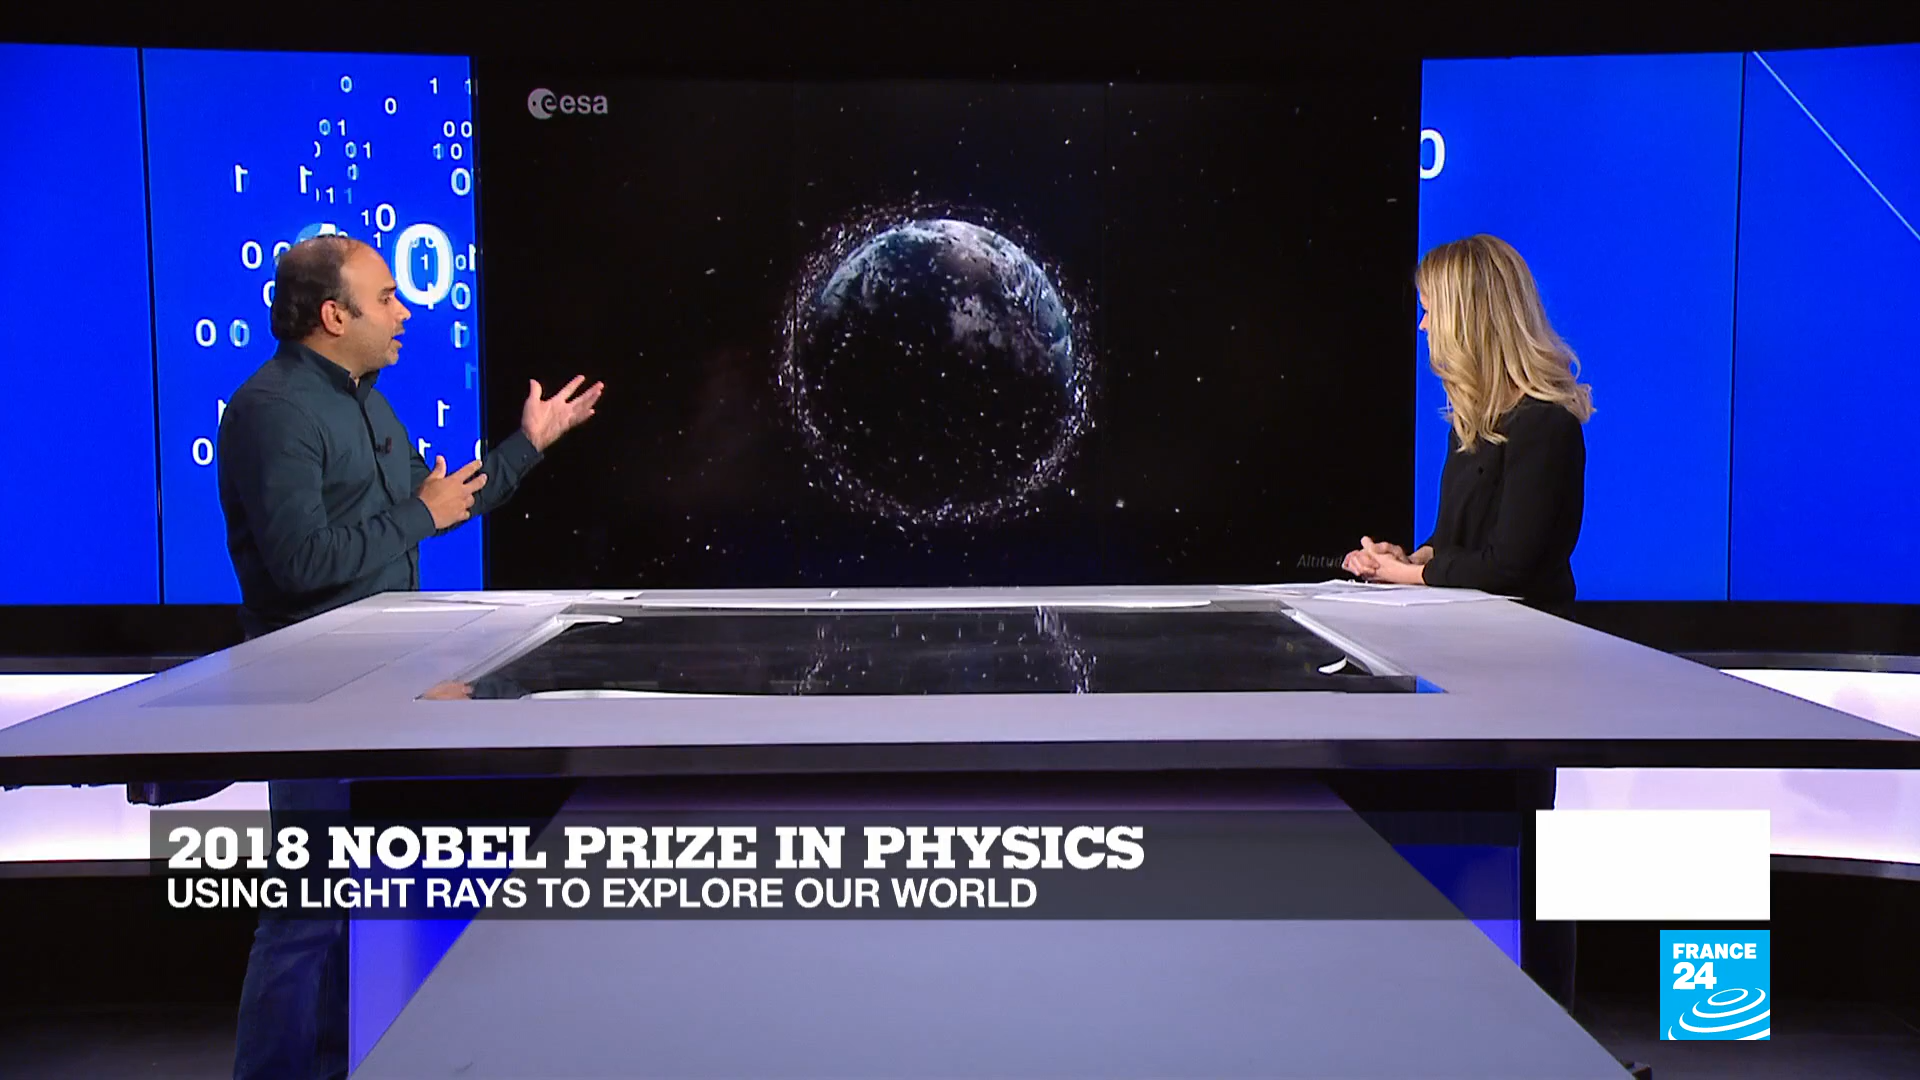 esa
2018 NOBEL PRIZE IN PHYSICS
USING LIGHT RAYS TO EXPLORE OUR WORLD
FRANCE
24